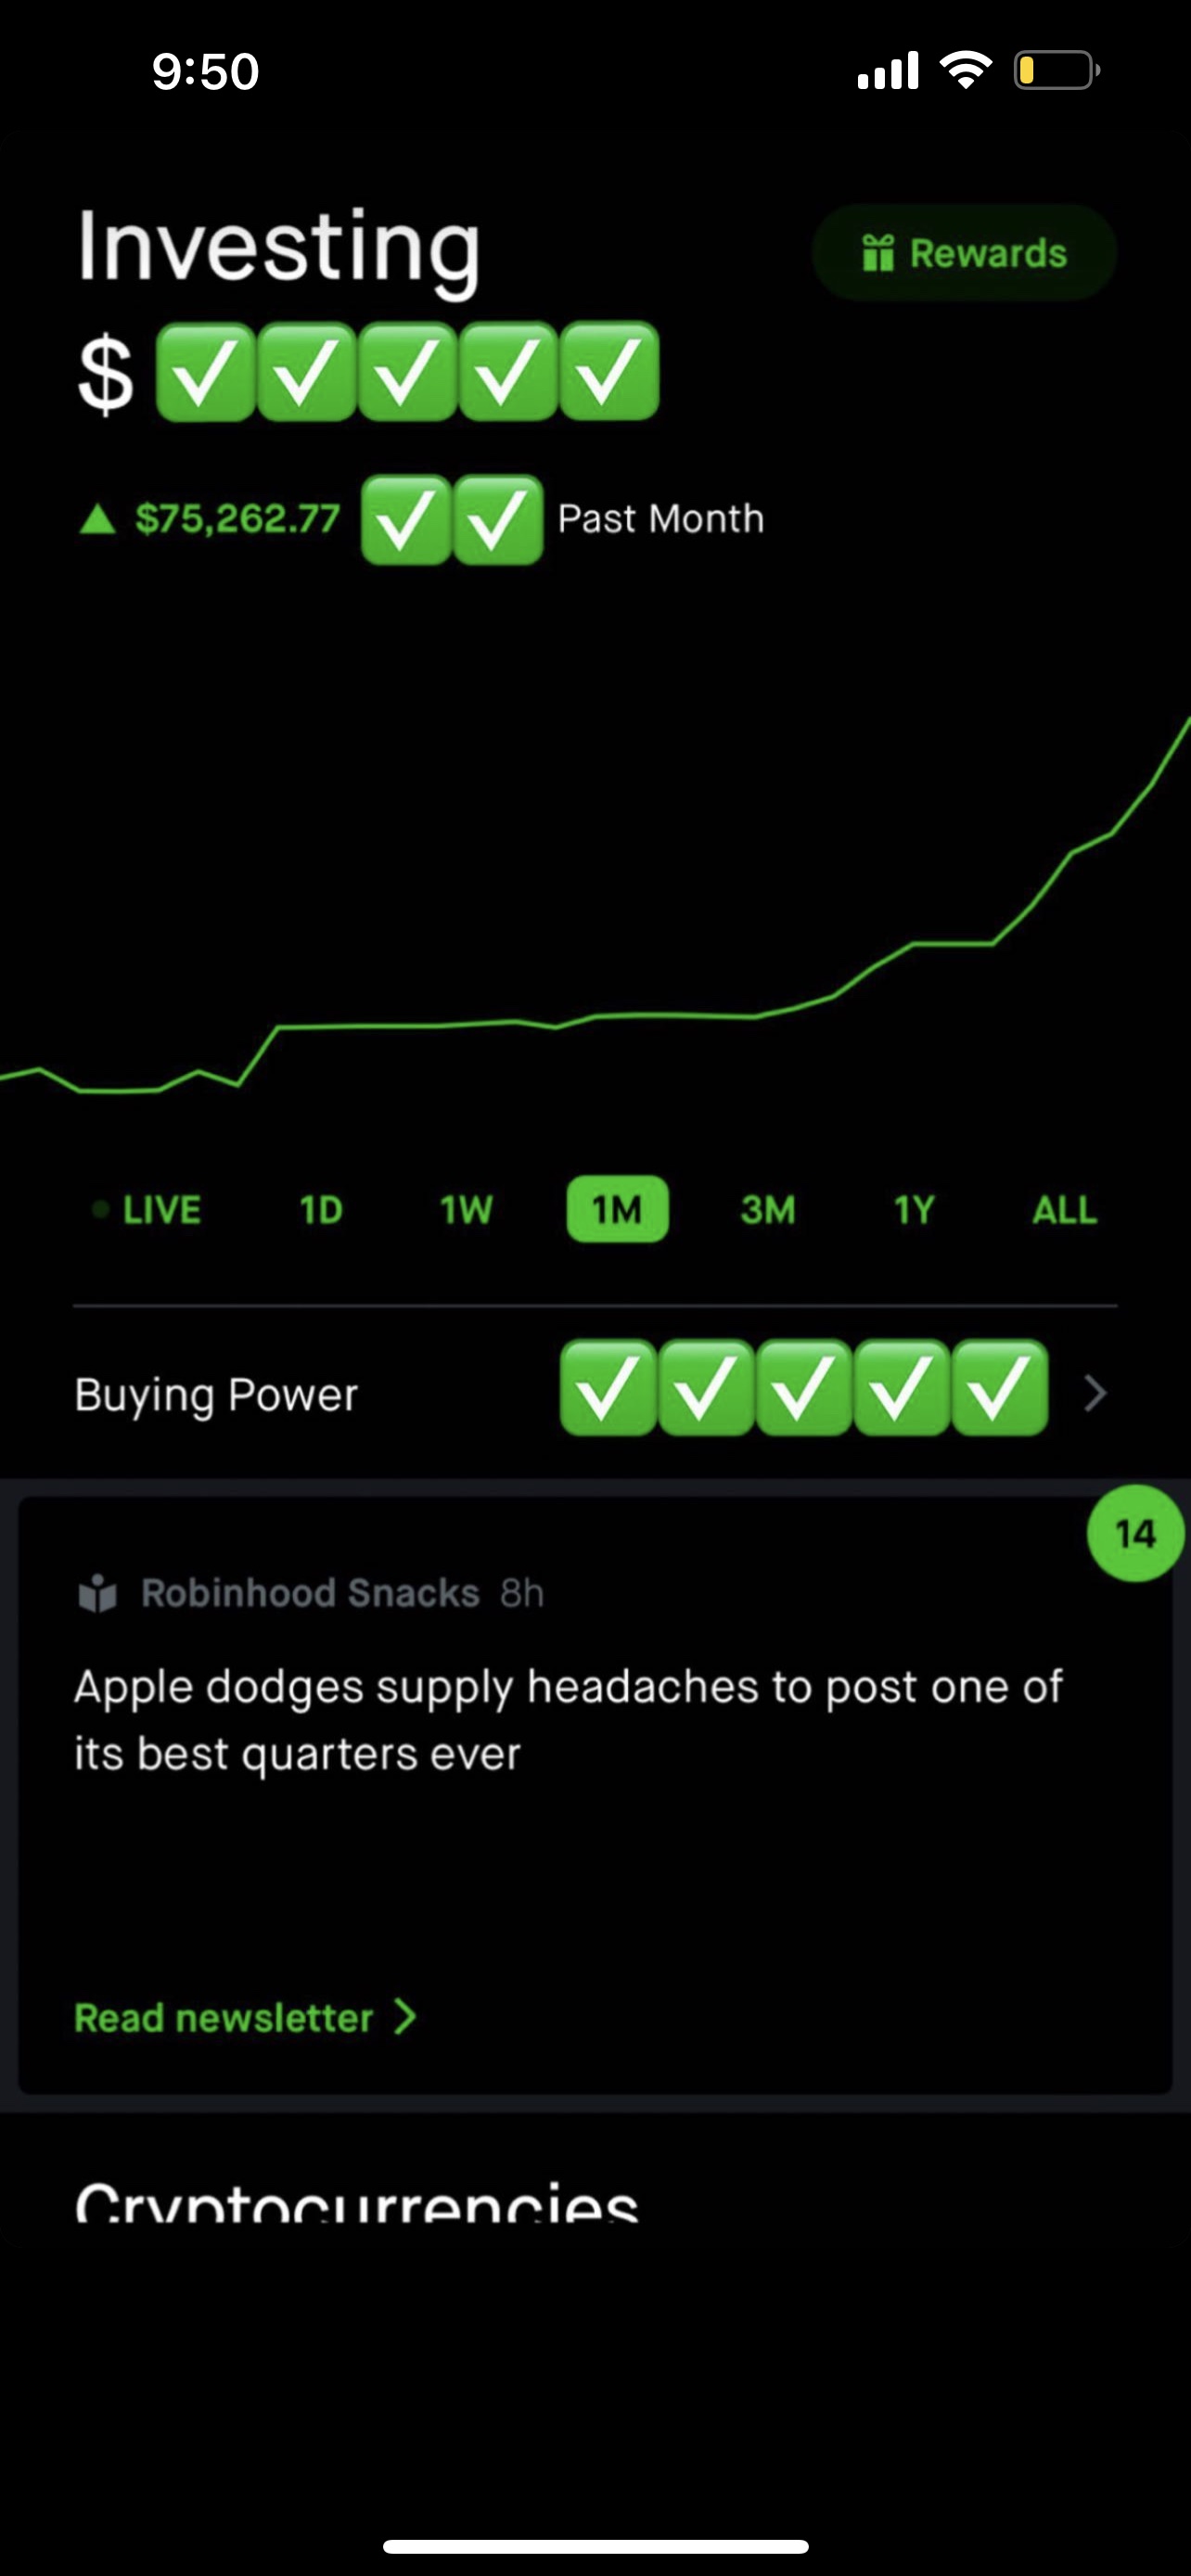 9:50
Investing
Rewards
$ ✅✅✅✅✅
▲ $75,262.77 ✅✅ Past Month
LIVE 1D 1W 1M 3M 1Y ALL
Buying Power ✅✅✅✅✅ >
14
Robinhood Snacks 8h
Apple dodges supply headaches to post one of
its best quarters ever
Read newsletter >
Cryptocurrencies